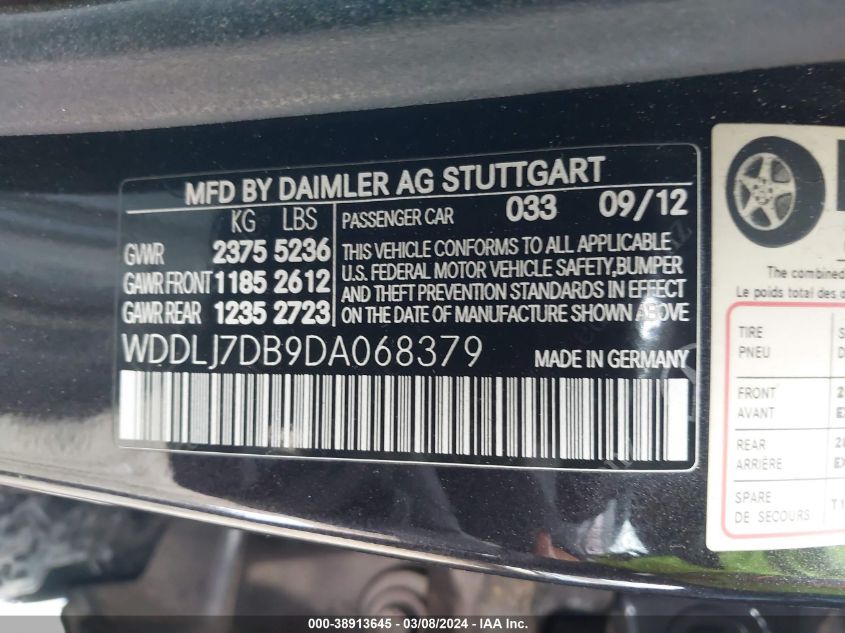 MFD BY DAIMLER AG STUTTGART
KG LBS
PASSENGER CAR 033 09/12
GVWR 2375 5236
GAWR FRONT 1185 2612
GAWR REAR 1235 2723
THIS VEHICLE CONFORMS TO ALL APPLICABLE
U.S. FEDERAL MOTOR VEHICLE SAFETY,BUMPER
AND THEFT PREVENTION STANDARDS IN EFFECT
ON THE DATE OF MANUFACTURE SHOWN ABOVE
WDDLJ7DB9DA068379
MADE IN GERMANY
The combined
Le poids total des
TIRE
PNEU
FRONT
AVANT
REAR
ARRIÈRE
SPARE
DE SECOURS
000-38913645 - 03/08/2024 - IAAI Inc.